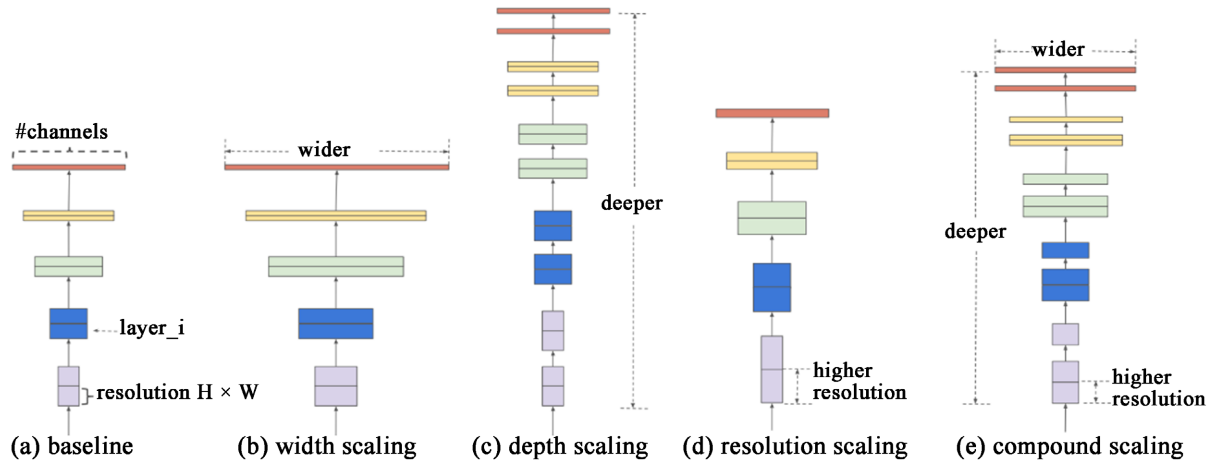 #channels
layer_i
resolution H × W
(a) baseline
wider
(b) width scaling
deeper
(c) depth scaling
higher
resolution
(d) resolution scaling
wider
deeper
higher
resolution
(e) compound scaling